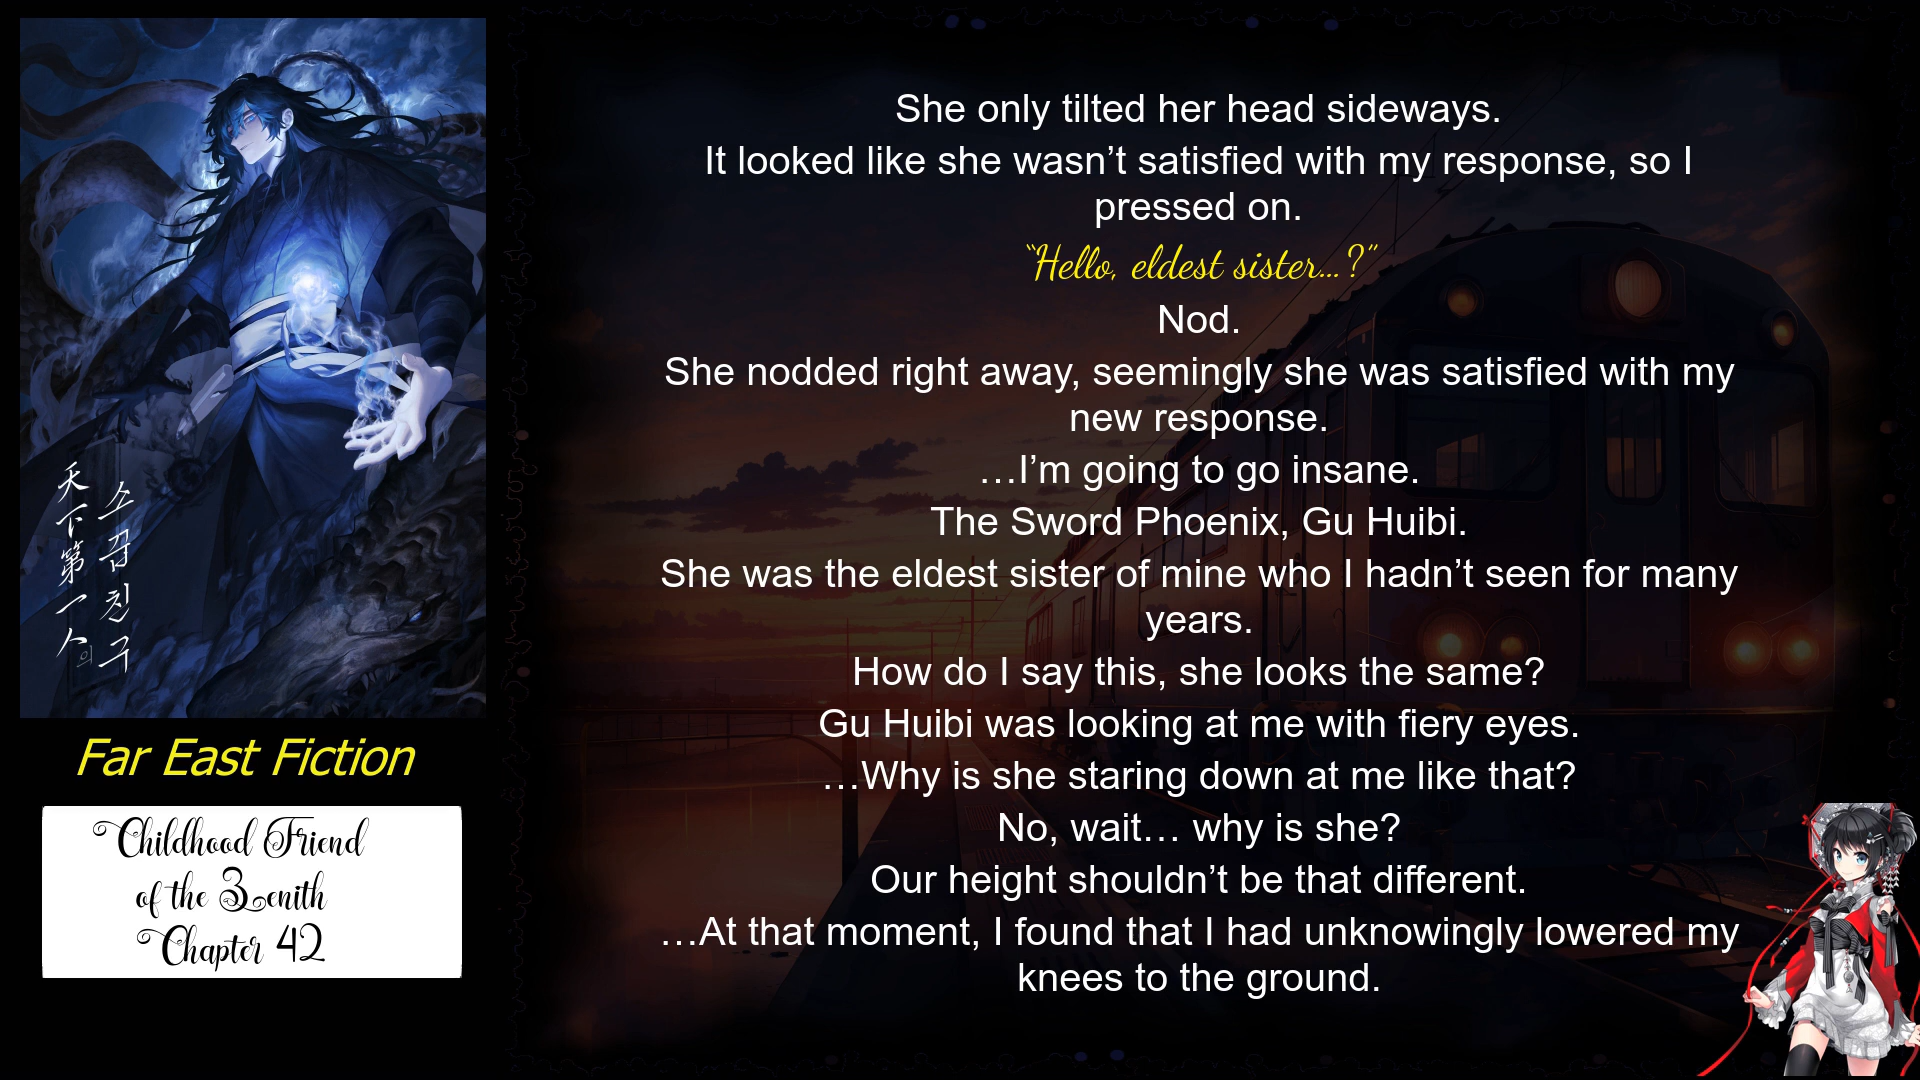 天下第一人의
소꿉친구
Far East Fiction
Childhood Friend
of the Zenith
Chapter 42
She only tilted her head sideways.
It looked like she wasn’t satisfied with my response, so I
pressed on.
“Hello, eldest sister…?”
Nod.
She nodded right away, seemingly she was satisfied with my
new response.
…I’m going to go insane.
The Sword Phoenix, Gu Huibi.
She was the eldest sister of mine who I hadn’t seen for many
years.
How do I say this, she looks the same?
Gu Huibi was looking at me with fiery eyes.
…Why is she staring down at me like that?
No, wait… why is she?
Our height shouldn’t be that different.
…At that moment, I found that I had unknowingly lowered my
knees to the ground.